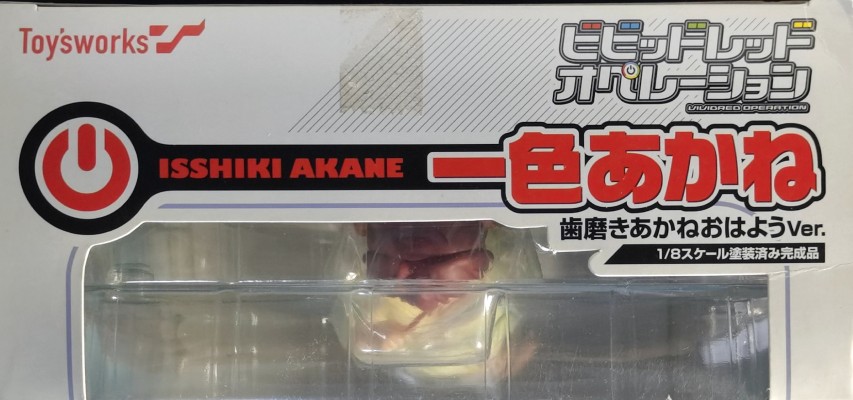 Toy'sworks
ビビッドレッド
オペレーション
VIVIDRED OPERATION
ISSHIKI AKANE
一色あかね
歯磨きあかねおはようVer.
1/8スケール塗装済み完成品